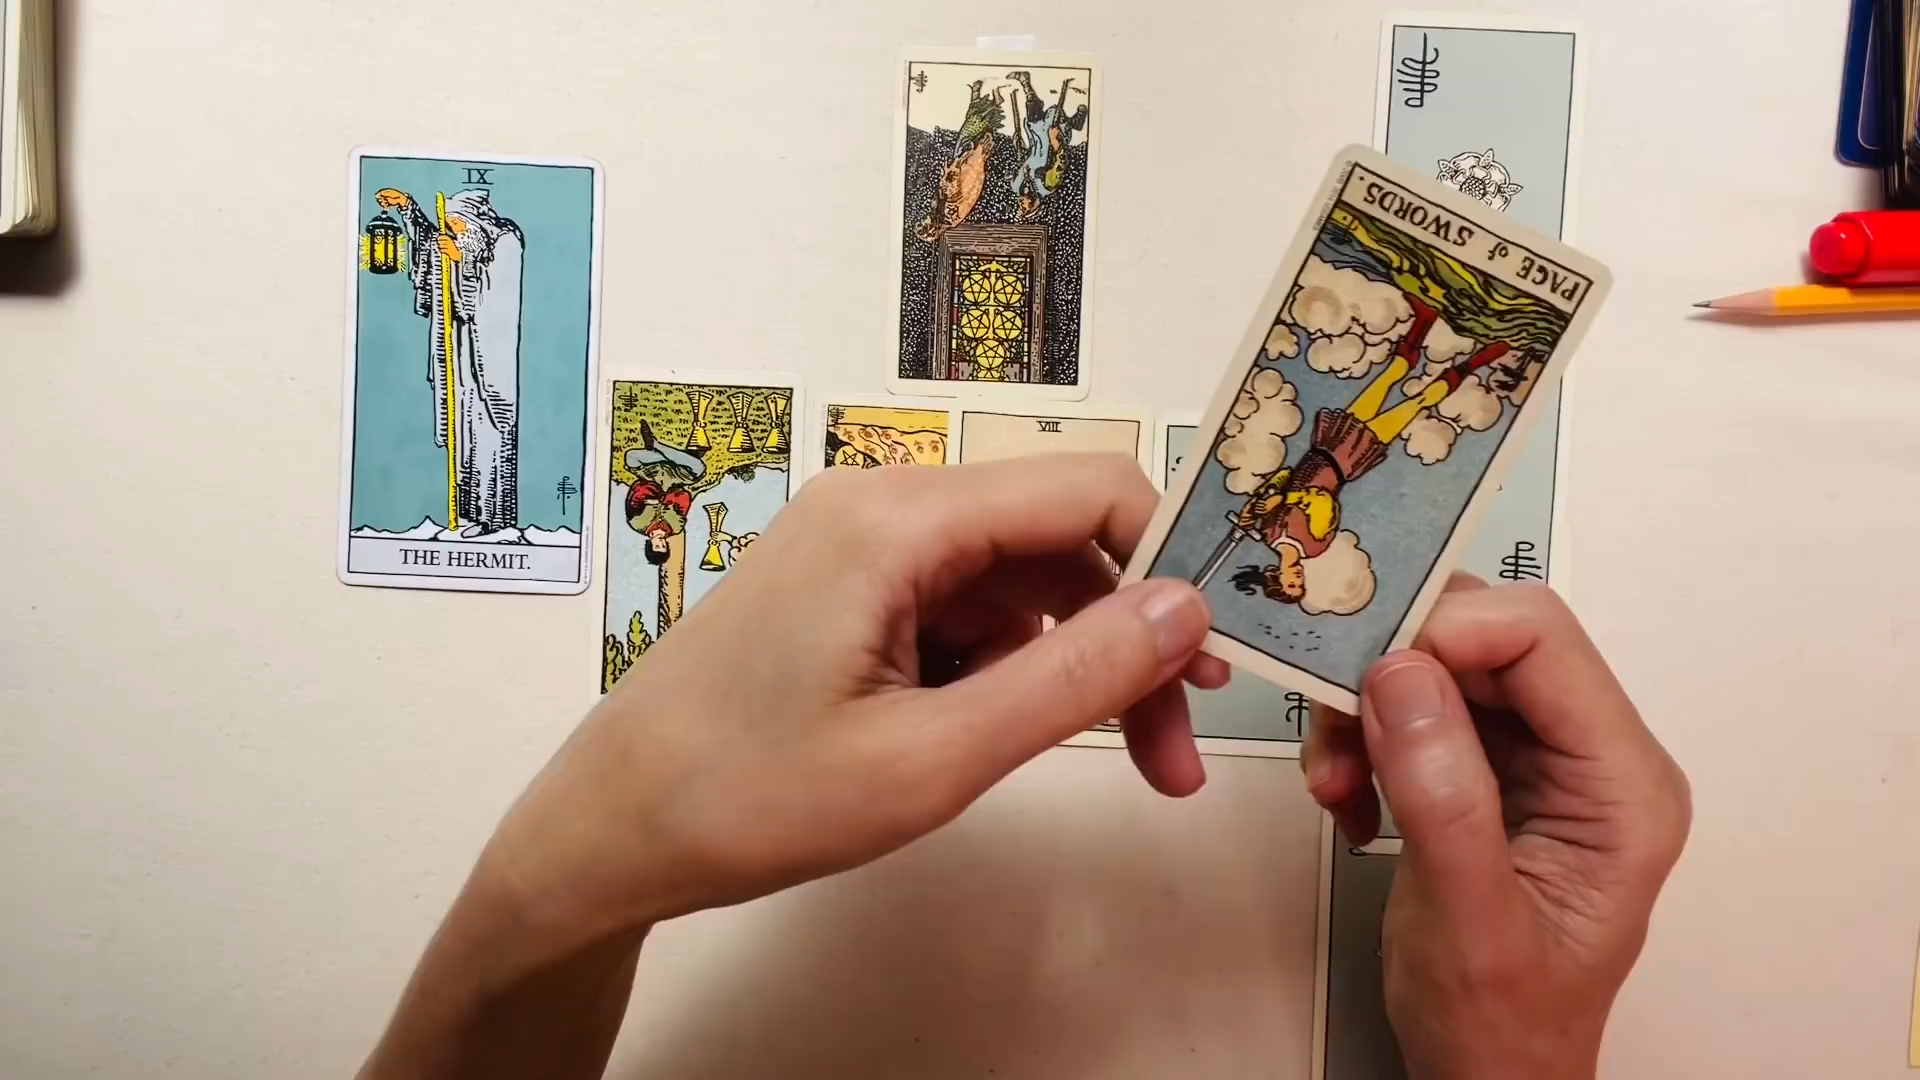 IX
THE HERMIT.
VIII
PAGE of SWORDS.